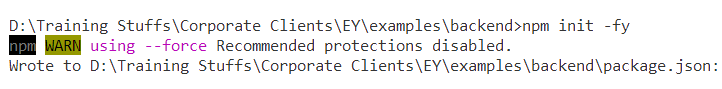 D:\Training Stuffs\Corporate Clients\EY\examples\backend>npm init -fy
npm WARN using --force Recommended protections disabled.
Wrote to D:\Training Stuffs\Corporate Clients\EY\examples\backend\package.json: